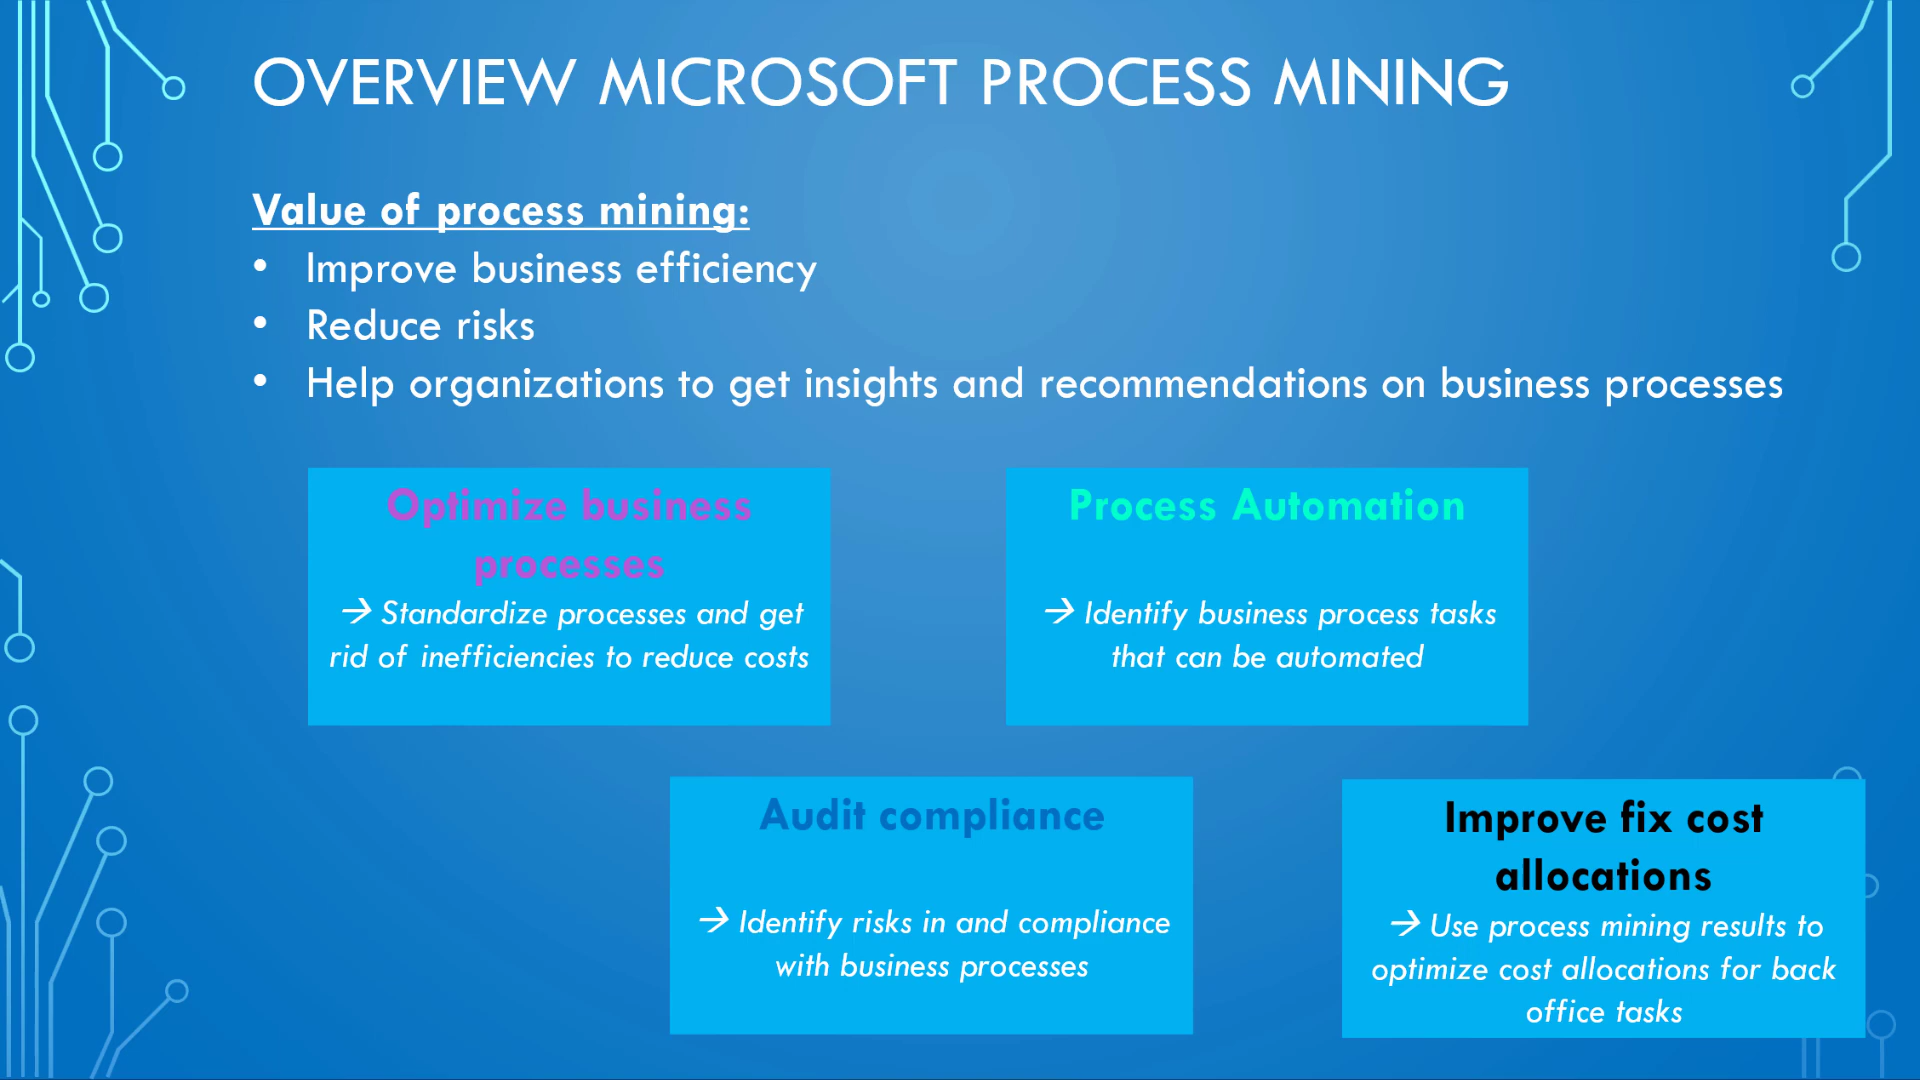 OVERVIEW MICROSOFT PROCESS MINING
Value of process mining:
• Improve business efficiency
• Reduce risks
• Help organizations to get insights and recommendations on business processes
Optimize business
processes
→ Standardize processes and get
rid of inefficiencies to reduce costs
Process Automation
→ Identify business process tasks
that can be automated
Audit compliance
→ Identify risks in and compliance
with business processes
Improve fix cost
allocations
→ Use process mining results to
optimize cost allocations for back
office tasks